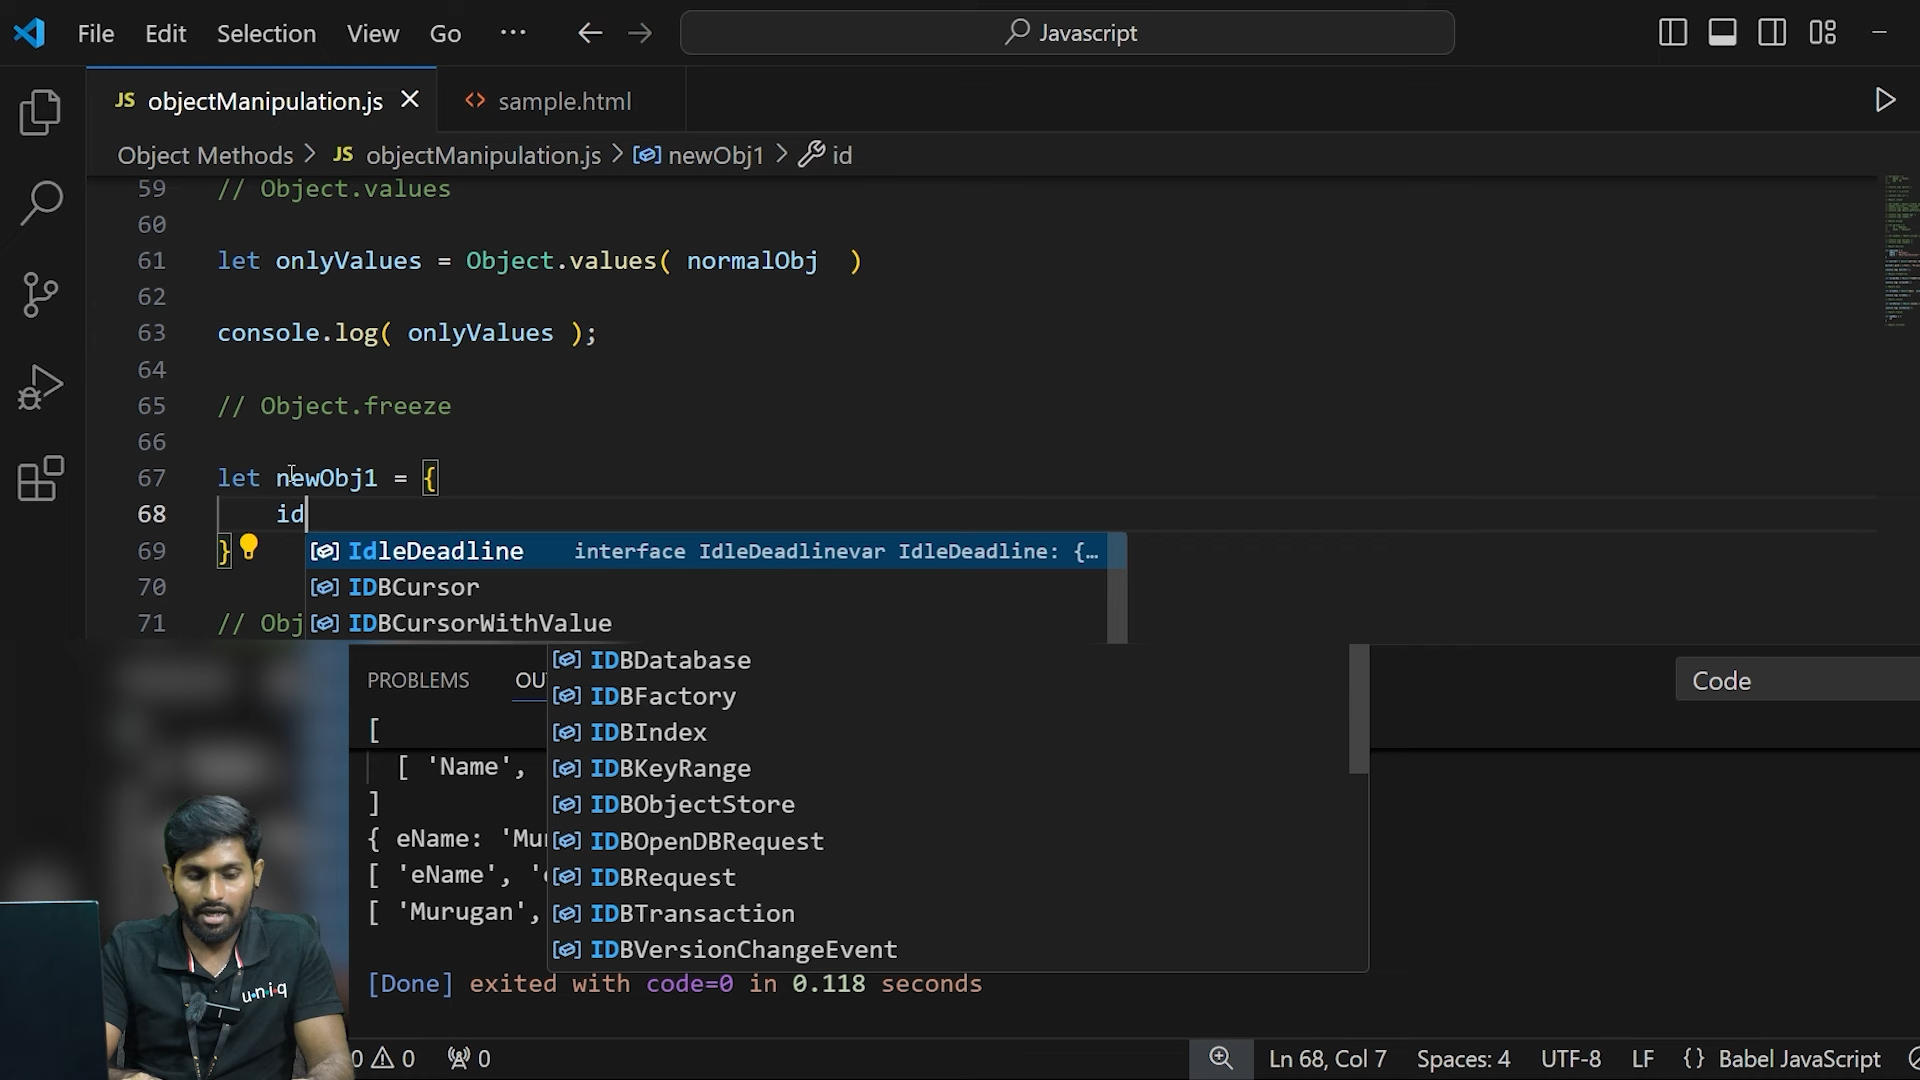 File Edit Selection View Go ... Javascript
JS objectManipulation.js sample.html
Object Methods > JS objectManipulation.js > newObj1 > id
59 // Object.values
60
61 let onlyValues = Object.values( normalObj )
62
63 console.log( onlyValues );
64
65 // Object.freeze
66
67 let newObj1 = {
68 id
69 } IdleDeadline interface IdleDeadlinevar IdleDeadline: {…
70 IDBCursor
71 // Obj IDBCursorWithValue
IDBDatabase
PROBLEMS OU Code
IDBFactory
[ IDBIndex
[ 'Name', IDBKeyRange
] IDBObjectStore
{ eName: 'Mu IDBOpenDBRequest
[ 'eName', IDBRequest
[ 'Murugan', IDBTransaction
IDBVersionChangeEvent
[Done] exited with code=0 in 0.118 seconds
uniq
0 0 0 Ln 68, Col 7 Spaces: 4 UTF-8 LF {} Babel JavaScript